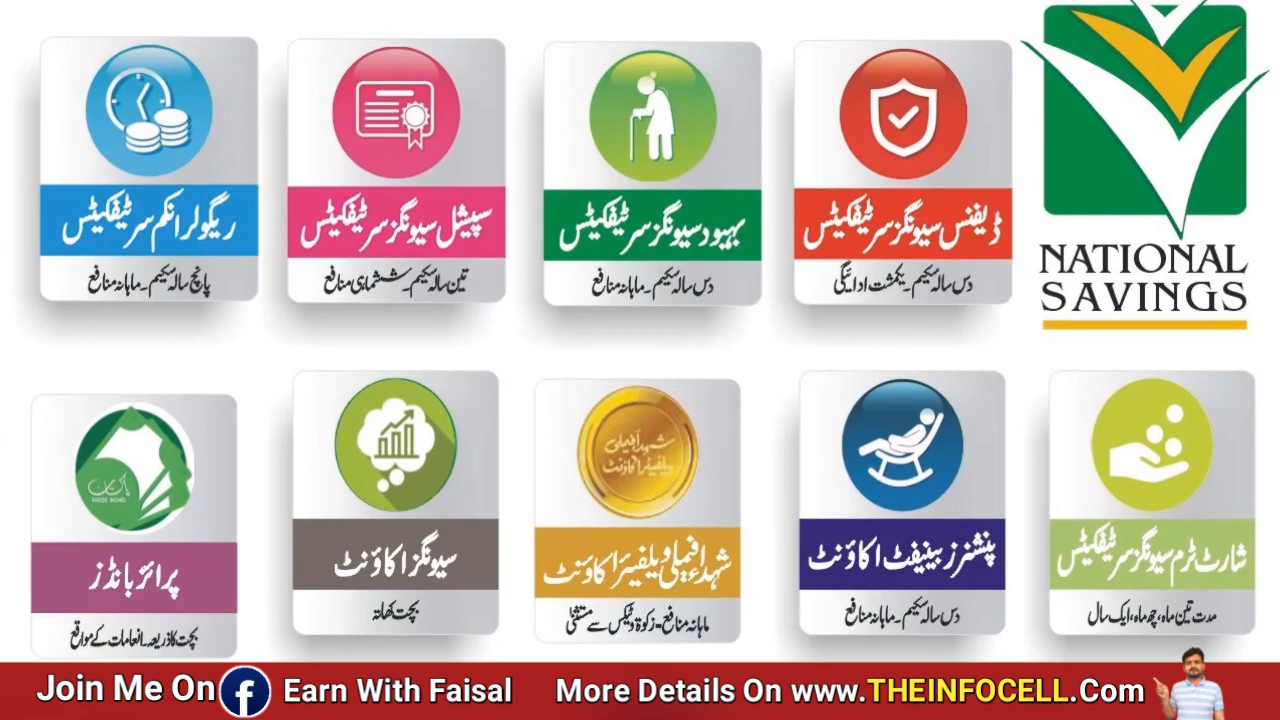 ریگولر انکم سرٹیفکیٹس
پانچ سالہ سکیم۔ ماہانہ منافع
سپیشل سیونگز سرٹیفکیٹس
تین سالہ سکیم۔ ششماہی منافع
بہبود سیونگز سرٹیفکیٹس
دس سالہ سکیم۔ ماہانہ منافع
ڈیفنس سیونگز سرٹیفکیٹس
دس سالہ سکیم۔ یکمشت ادائیگی
NATIONAL
SAVINGS
پاکستان
PRIZE BOND
پرائز بانڈز
بچت کا ذریعہ۔ انعامات کے مواقع
سیونگز اکاؤنٹ
بچت کھاتہ
شہداء فیملی
ویلفیئر اکاؤنٹ
شہداء فیملی ویلفیئر اکاؤنٹ
ماہانہ منافع۔ زکوۃ و ٹیکس سے مستثنیٰ
پنشنرز بینیفٹ اکاؤنٹ
دس سالہ سکیم۔ ماہانہ منافع
شارٹ ٹرم سیونگز سرٹیفکیٹس
مدت تین ماہ، چھ ماہ، ایک سال
Join Me On f Earn With Faisal More Details On www.THEINFOCELL.Com